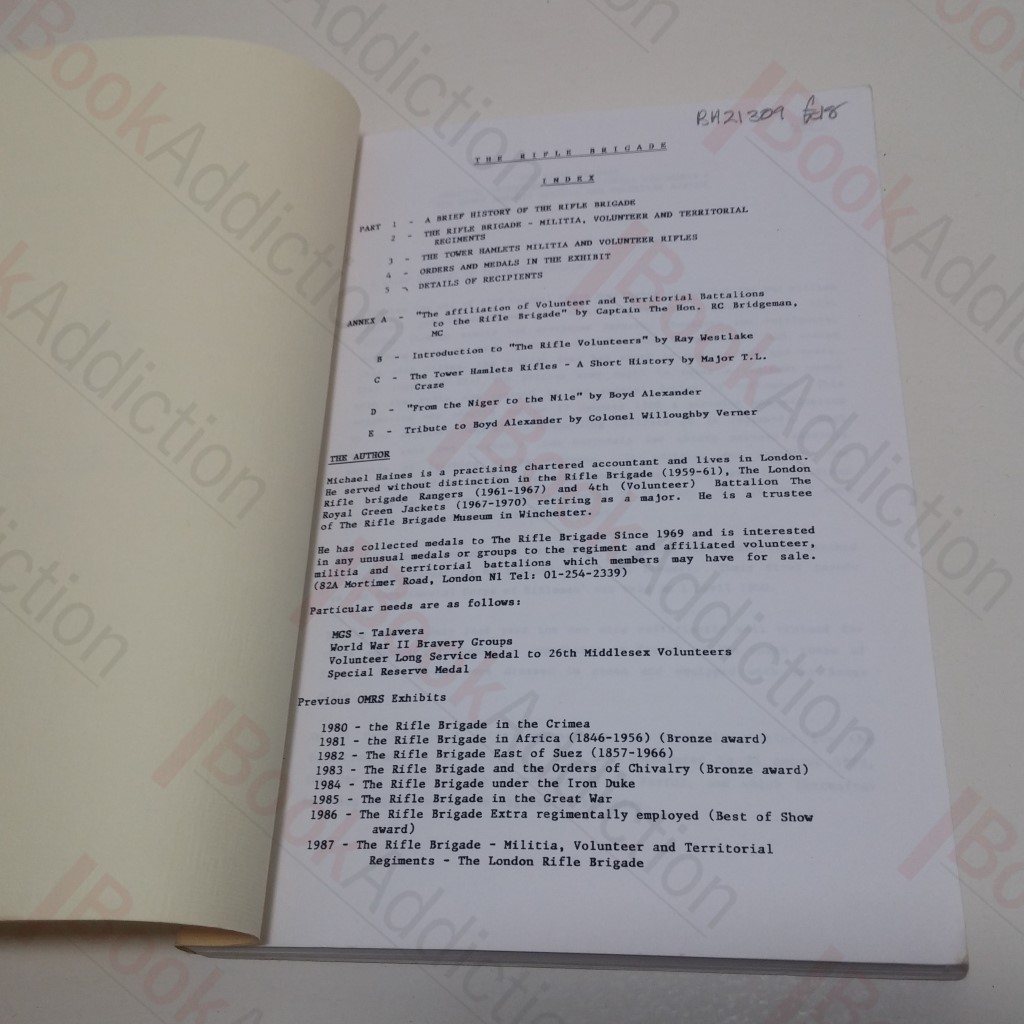 BH21309 £18
THE RIFLE BRIGADE
INDEX
PART 1 - A BRIEF HISTORY OF THE RIFLE BRIGADE
2 - THE RIFLE BRIGADE - MILITIA, VOLUNTEER AND TERRITORIAL
REGIMENTS
3 - THE TOWER HAMLETS MILITIA AND VOLUNTEER RIFLES
4 - ORDERS AND MEDALS IN THE EXHIBIT
5 - DETAILS OF RECIPIENTS
ANNEX A - "The affiliation of Volunteer and Territorial Battalions
to the Rifle Brigade" by Captain The Hon. RC Bridgeman,
MC
B - Introduction to "The Rifle Volunteers" by Ray Westlake
C - The Tower Hamlets Rifles - A Short History by Major T.L.
Craze
D - "From the Niger to the Nile" by Boyd Alexander
E - Tribute to Boyd Alexander by Colonel Willoughby Verner
THE AUTHOR
Michael Haines is a practising chartered accountant and lives in London.
He served without distinction in the Rifle Brigade (1959-61), The London
Rifle brigade Rangers (1961-1967) and 4th (Volunteer) Battalion The
Royal Green Jackets (1967-1970) retiring as a major. He is a trustee
of The Rifle Brigade Museum in Winchester.
He has collected medals to The Rifle Brigade Since 1969 and is interested
in any unusual medals or groups to the regiment and affiliated volunteer,
militia and territorial battalions which members may have for sale.
(82A Mortimer Road, London N1 Tel: 01-254-2339)
Particular needs are as follows:
MGS - Talavera
World War II Bravery Groups
Volunteer Long Service Medal to 26th Middlesex Volunteers
Special Reserve Medal
Previous OMRS Exhibits
1980 - the Rifle Brigade in the Crimea
1981 - the Rifle Brigade in Africa (1846-1956) (Bronze award)
1982 - The Rifle Brigade East of Suez (1857-1966)
1983 - The Rifle Brigade and the Orders of Chivalry (Bronze award)
1984 - The Rifle Brigade under the Iron Duke
1985 - The Rifle Brigade in the Great War
1986 - The Rifle Brigade Extra regimentally employed (Best of Show
award)
1987 - The Rifle Brigade - Militia, Volunteer and Territorial
Regiments - The London Rifle Brigade
BookAddiction